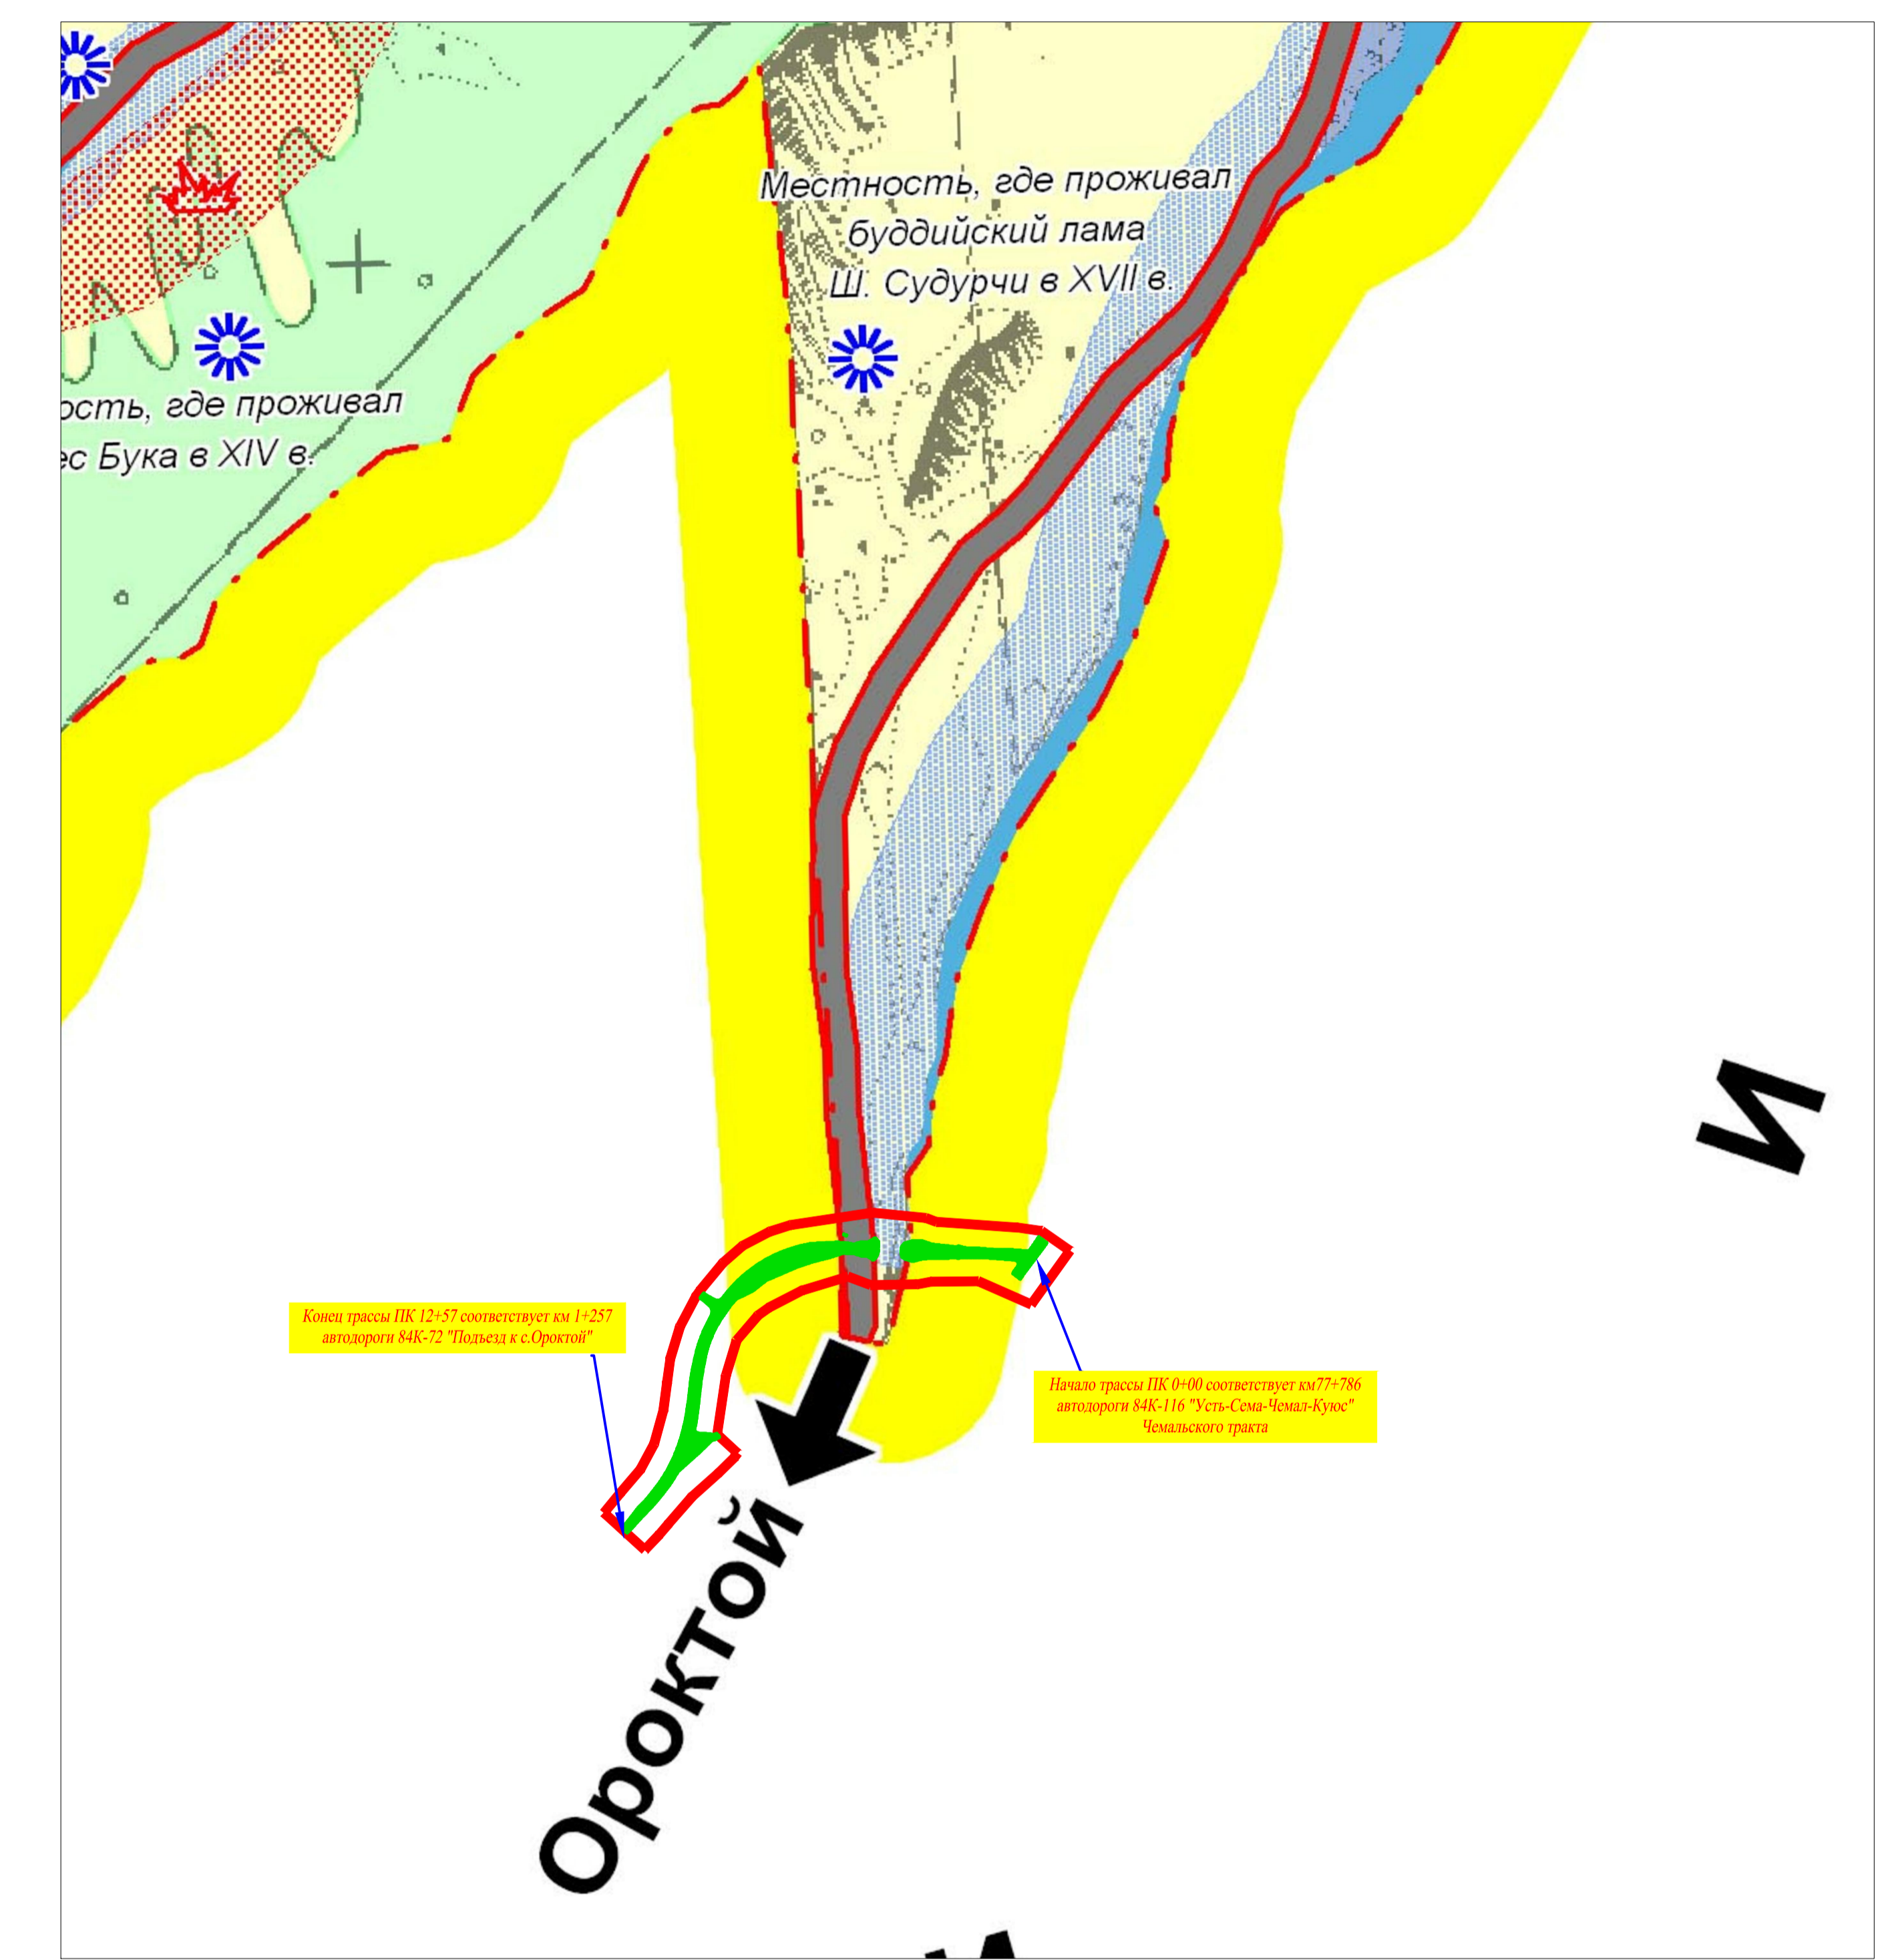 Местность, где проживал
буддийский лама
Ш. Судурчи в XVII в.
ость, где проживал
ес Бука в XIV в.
И
Конец трассы ПК 12+57 соответствует км 1+257
автодороги 84К-72 "Подъезд к с.Ороктой"
Начало трассы ПК 0+00 соответствует км77+786
автодороги 84К-116 "Усть-Сема-Чемал-Куюс"
Чемальского тракта
Ороктой